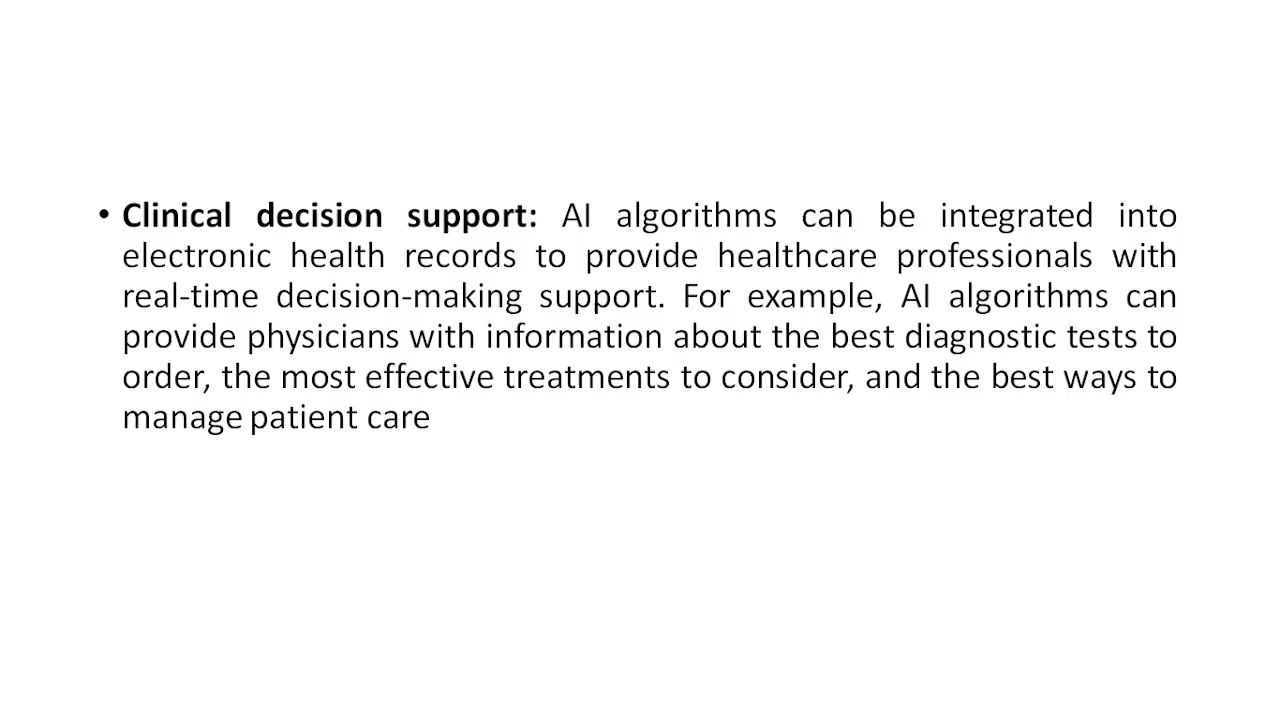 • Clinical decision support: AI algorithms can be integrated into
electronic health records to provide healthcare professionals with
real-time decision-making support. For example, AI algorithms can
provide physicians with information about the best diagnostic tests to
order, the most effective treatments to consider, and the best ways to
manage patient care